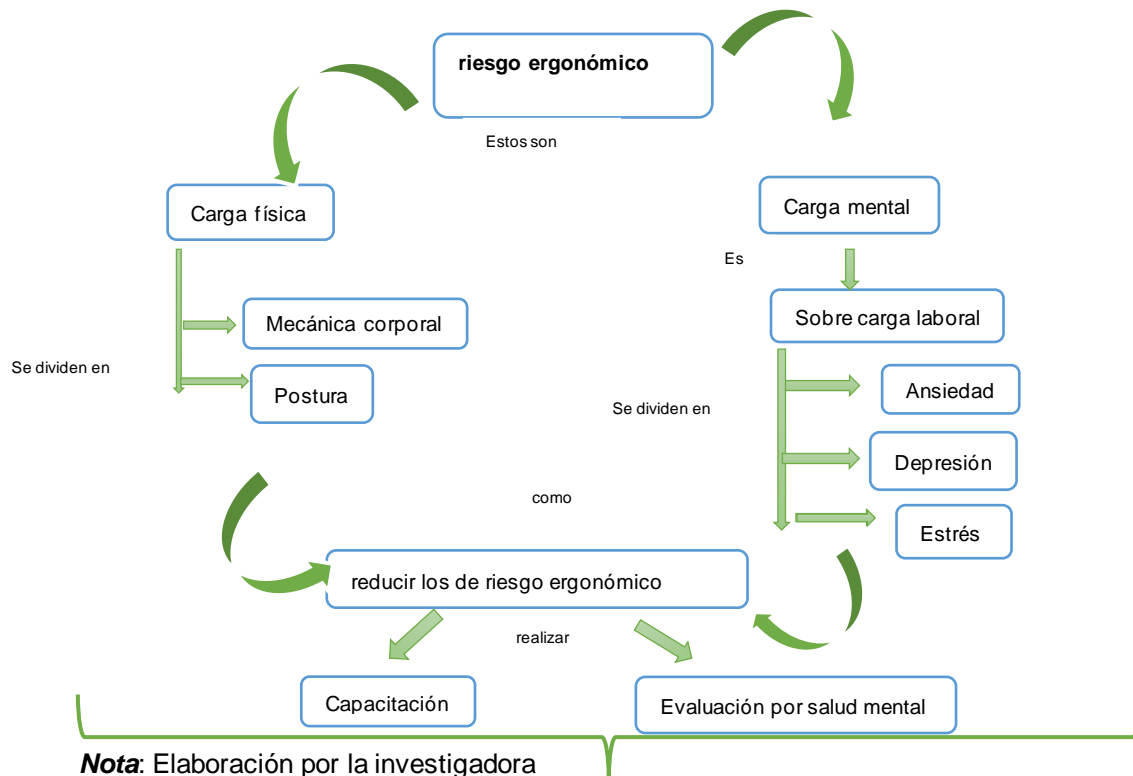 riesgo ergonómico
Estos son
Carga física
Carga mental
Es
Mecánica corporal
Sobre carga laboral
Se dividen en
Postura
Se dividen en
Ansiedad
Depresión
Estrés
como
reducir los de riesgo ergonómico
realizar
Capacitación
Evaluación por salud mental
Nota: Elaboración por la investigadora